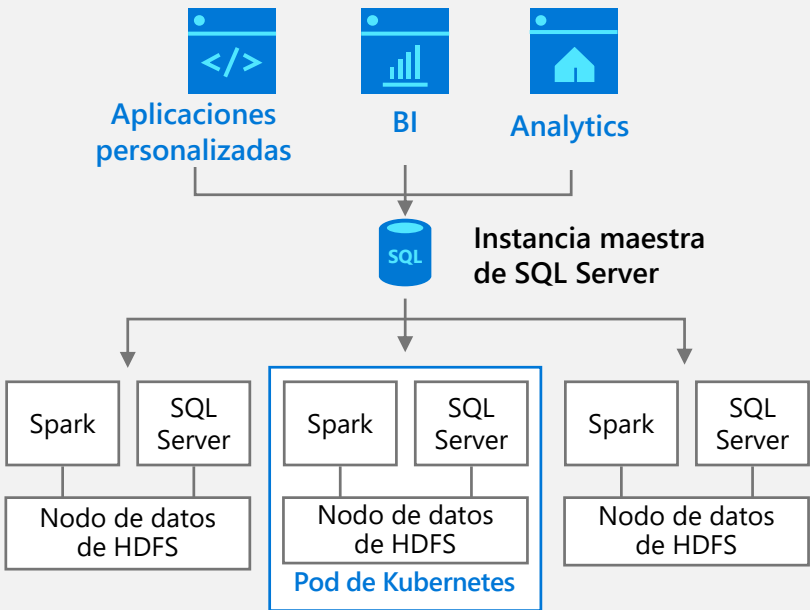 </>
Aplicaciones
personalizadas
BI
Analytics
SQL
Instancia maestra
de SQL Server
Spark
SQL
Server
Nodo de datos
de HDFS
Spark
SQL
Server
Nodo de datos
de HDFS
Pod de Kubernetes
Spark
SQL
Server
Nodo de datos
de HDFS